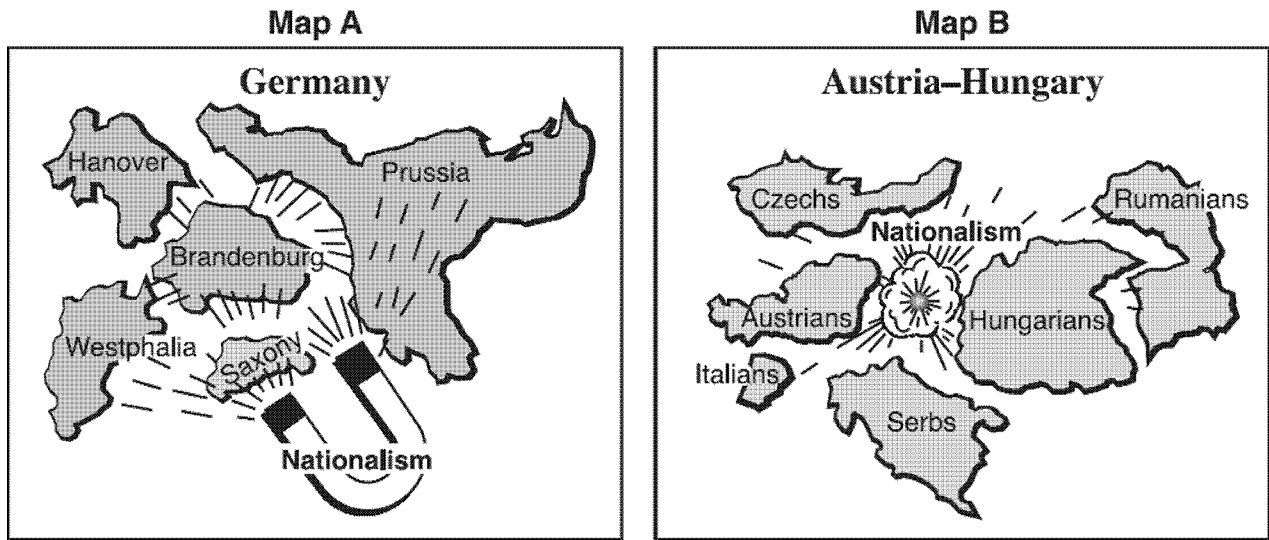 Map A
Germany
Hanover
Prussia
Brandenburg
Westphalia
Saxony
Nationalism
Map B
Austria–Hungary
Czechs
Rumanians
Nationalism
Austrians
Hungarians
Italians
Serbs